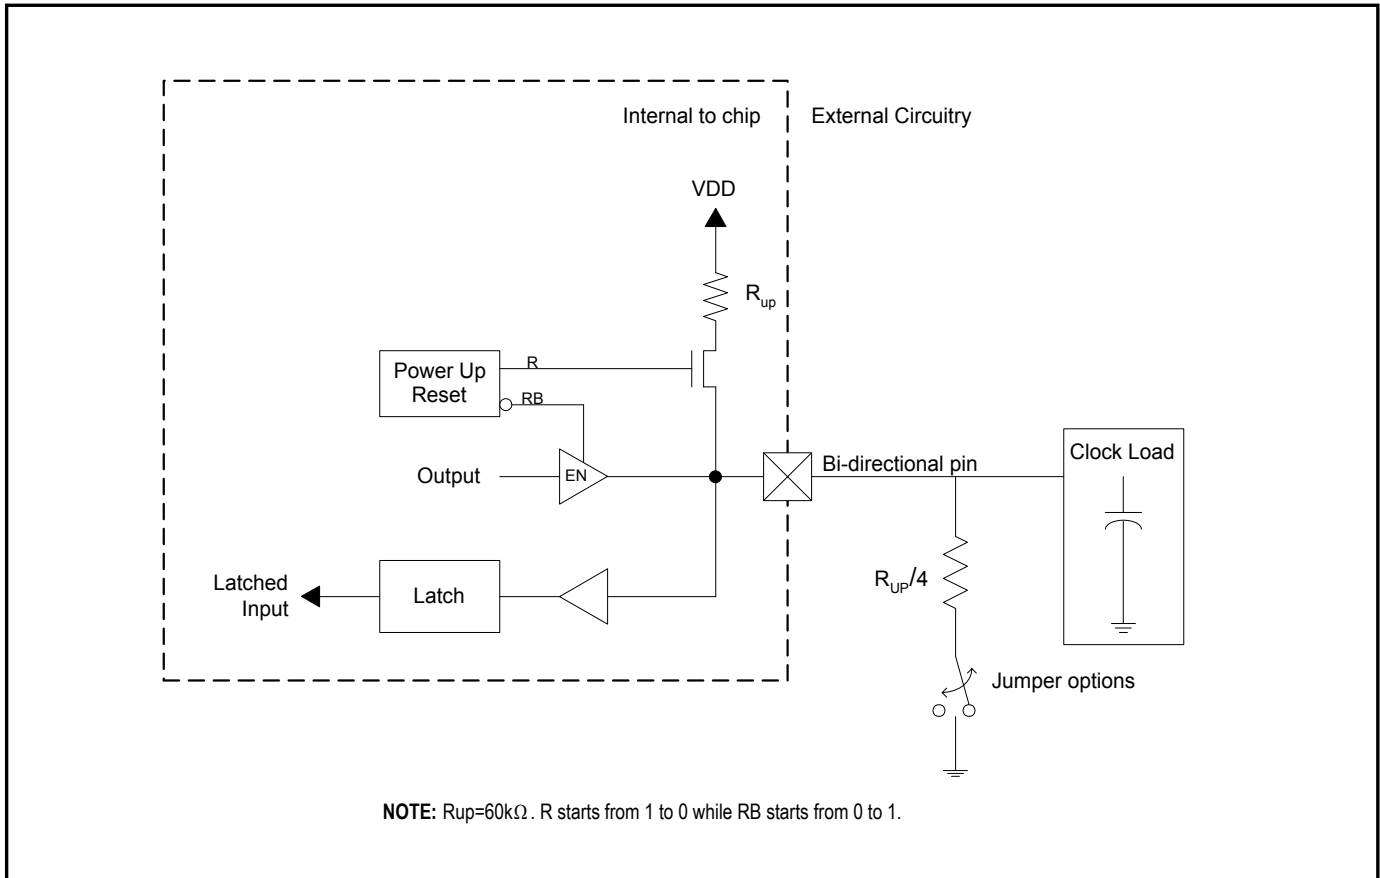 Internal to chip
External Circuitry
VDD
Rup
Power Up
Reset
R
RB
Output
EN
Bi-directional pin
Clock Load
Latched
Input
Latch
RUP/4
Jumper options
NOTE: Rup=60kΩ. R starts from 1 to 0 while RB starts from 0 to 1.